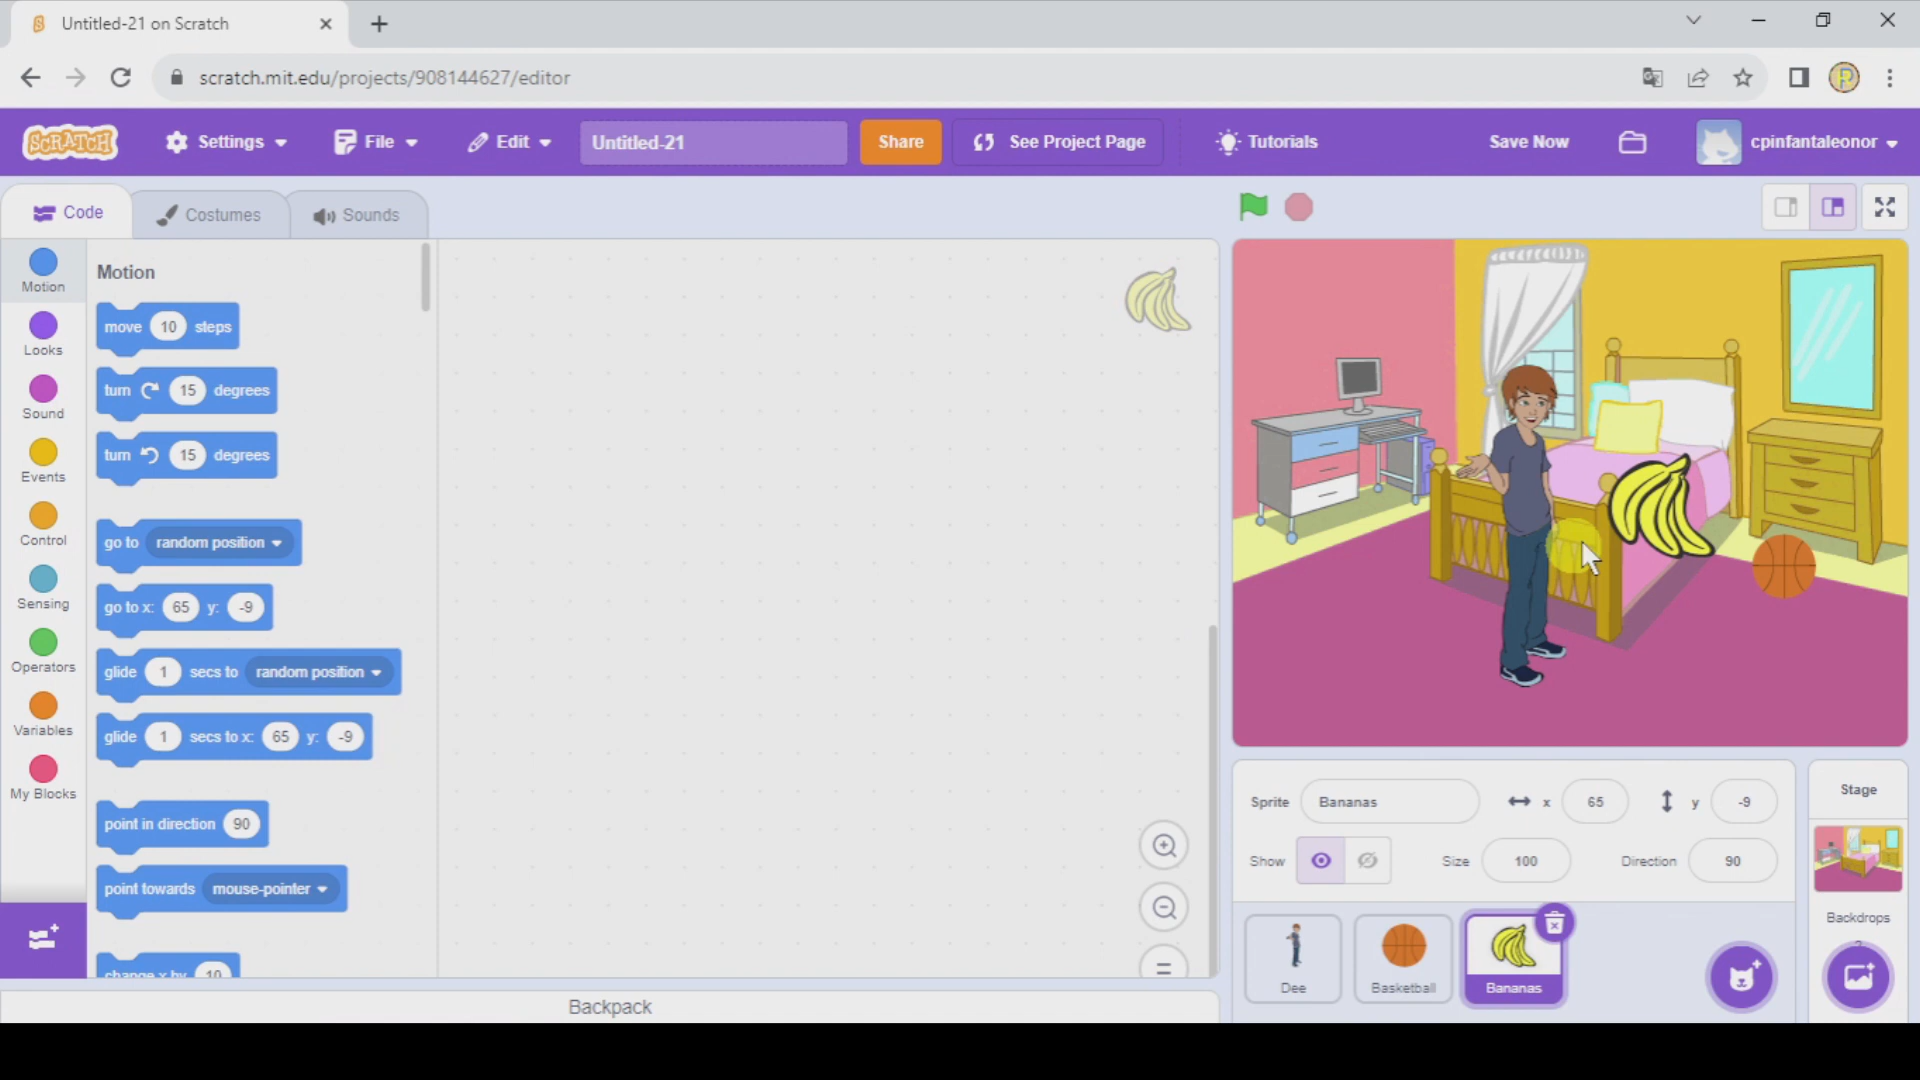 Untitled-21 on Scratch
scratch.mit.edu/projects/908144627/editor
SCRATCH
Settings
File
Edit
Untitled-21
Share
See Project Page
Tutorials
Save Now
cpinfantaleonor
Code
Costumes
Sounds
Motion
Looks
Sound
Events
Control
Sensing
Operators
Variables
My Blocks
Motion
move 10 steps
turn 15 degrees
turn 15 degrees
go to random position
go to x: 65 y: -9
glide 1 secs to random position
glide 1 secs to x: 65 y: -9
point in direction 90
point towards mouse-pointer
change x by 10
Backpack
Sprite Bananas x 65 y -9
Show Size 100 Direction 90
Dee
Basketball
Bananas
Stage
Backdrops